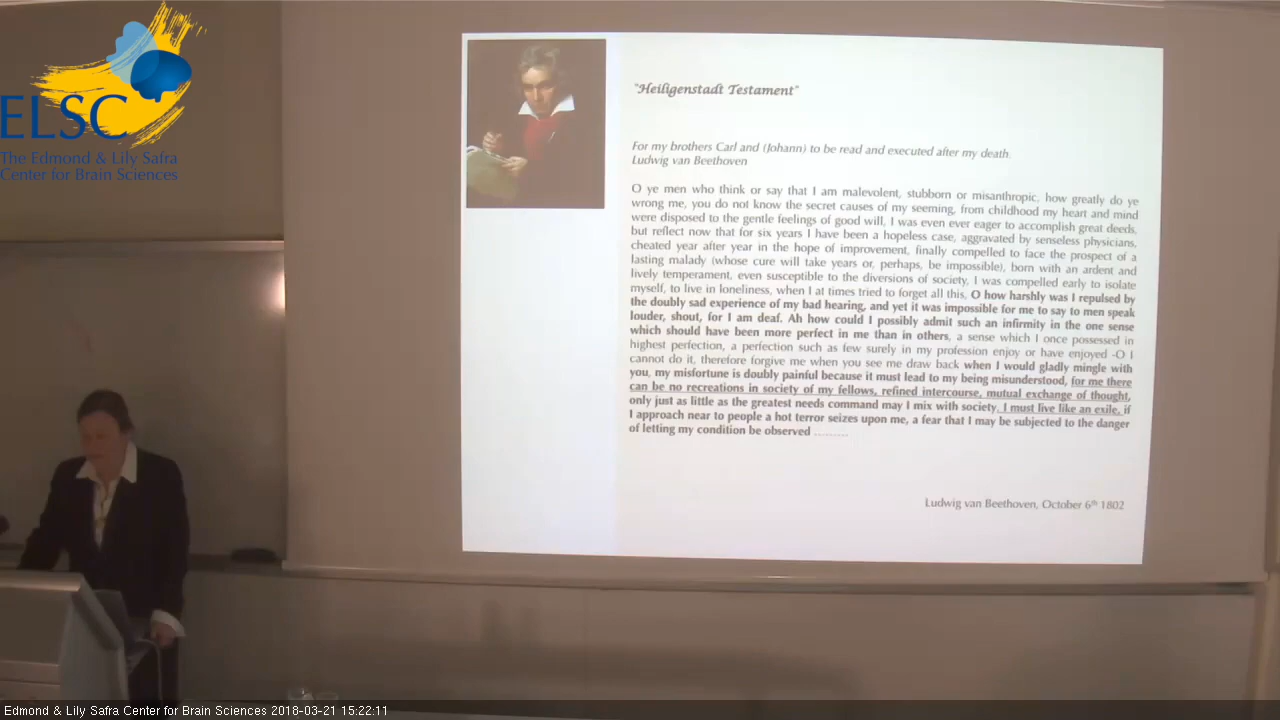 ELSC
The Edmond & Lily Safra
Center for Brain Sciences
"Heiligenstadt Testament"
For my brothers Carl and (Johann) to be read and executed after my death.
Ludwig van Beethoven
O ye men who think or say that I am malevolent, stubborn or misanthropic, how greatly do ye
wrong me, you do not know the secret causes of my seeming, from childhood my heart and mind
were disposed to the gentle feelings of good will, I was even ever eager to accomplish great deeds,
but reflect now that for six years I have been a hopeless case, aggravated by senseless physicians,
cheated year after year in the hope of improvement, finally compelled to face the prospect of a
lasting malady (whose cure will take years or, perhaps, be impossible), born with an ardent and
lively temperament, even susceptible to the diversions of society, I was compelled early to isolate
myself, to live in loneliness, when I at times tried to forget all this, O how harshly was I repulsed by
the doubly sad experience of my bad hearing, and yet it was impossible for me to say to men speak
louder, shout, for I am deaf. Ah how could I possibly admit such an infirmity in the one sense
which should have been more perfect in me than in others, a sense which I once possessed in
highest perfection, a perfection such as few surely in my profession enjoy or have enjoyed -O I
cannot do it, therefore forgive me when you see me draw back when I would gladly mingle with
you, my misfortune is doubly painful because it must lead to my being misunderstood, for me there
can be no recreations in society of my fellows, refined intercourse, mutual exchange of thought,
only just as little as the greatest needs command may I mix with society. I must live like an exile, if
I approach near to people a hot terror seizes upon me, a fear that I may be subjected to the danger
of letting my condition be observed ..........
Ludwig van Beethoven, October 6th 1802
Edmond & Lily Safra Center for Brain Sciences 2018-03-21 15:22:11